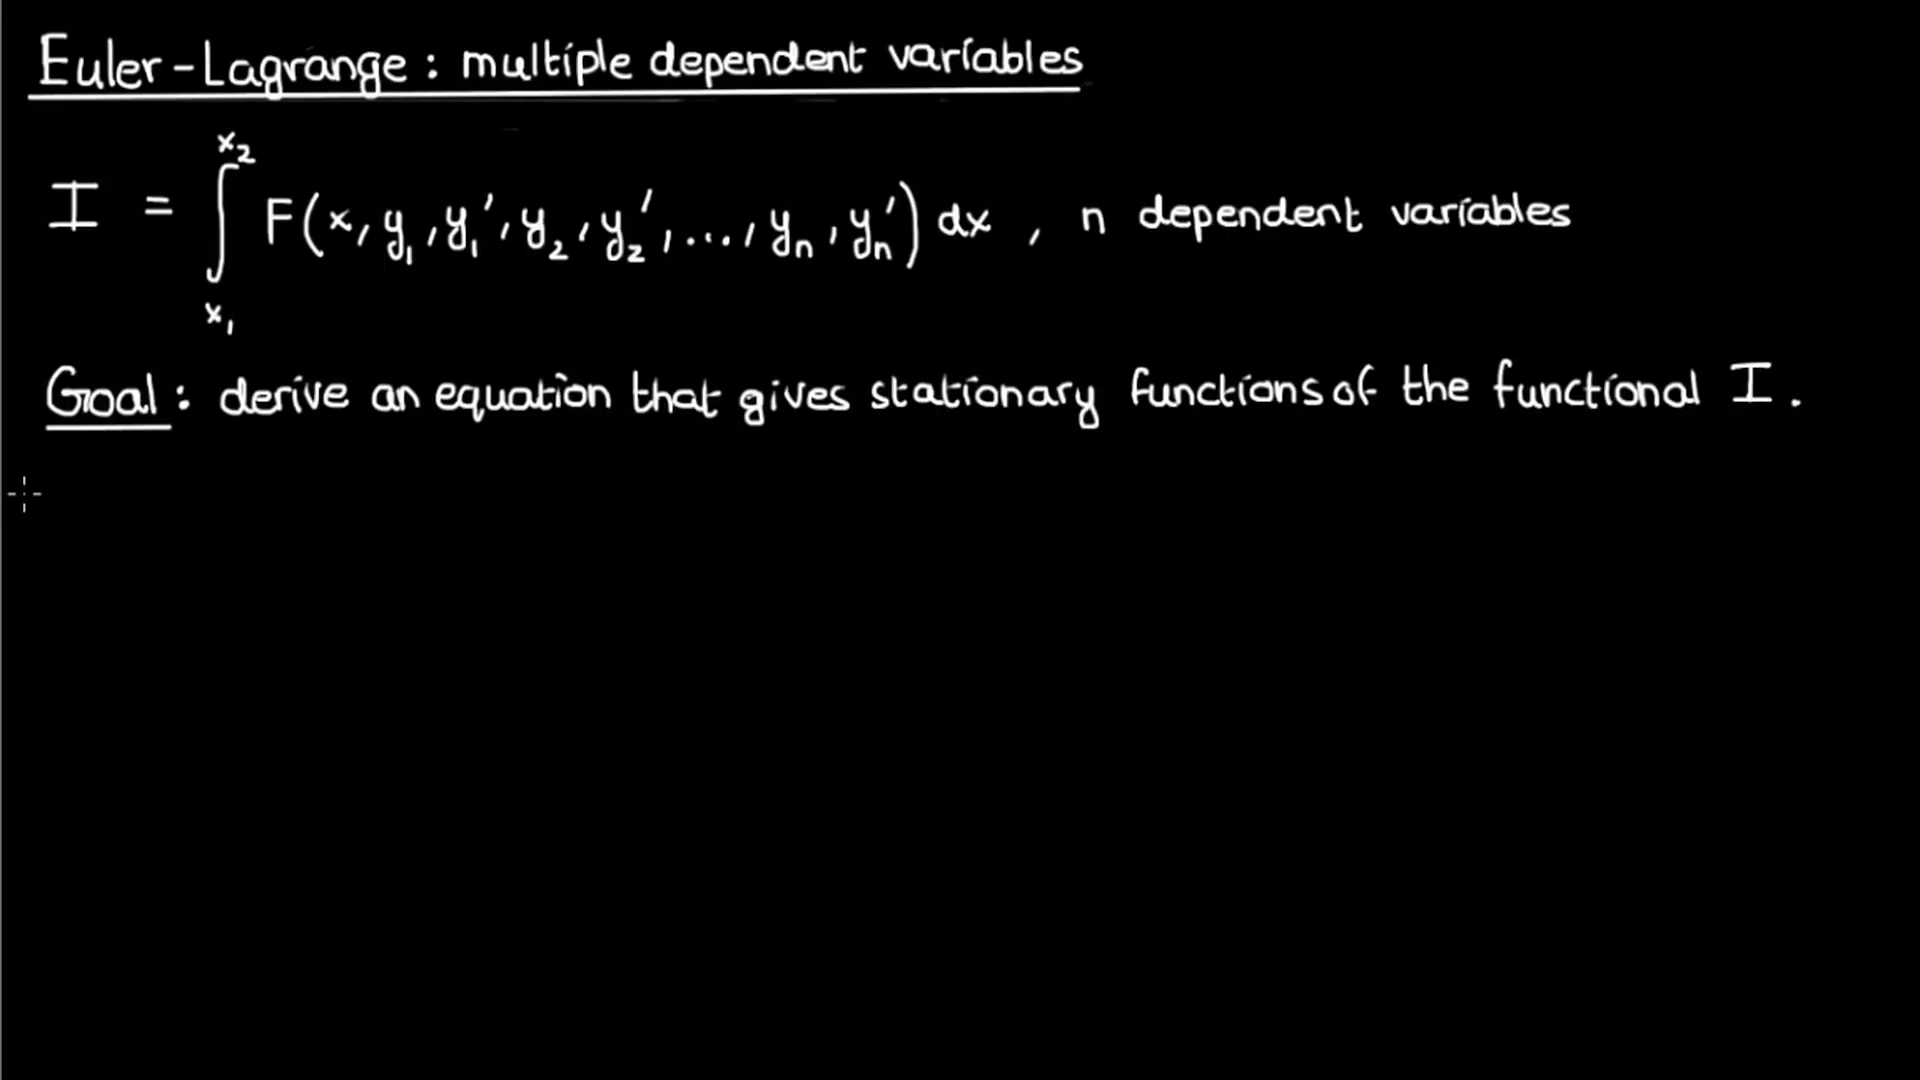 Euler-Lagrange: multiple dependent variables
I = ∫_{x₁}^{x₂} F(x, y₁, y₁′, y₂, y₂′, ..., yₙ, yₙ′) dx , n dependent variables
Goal: derive an equation that gives stationary functions of the functional I.